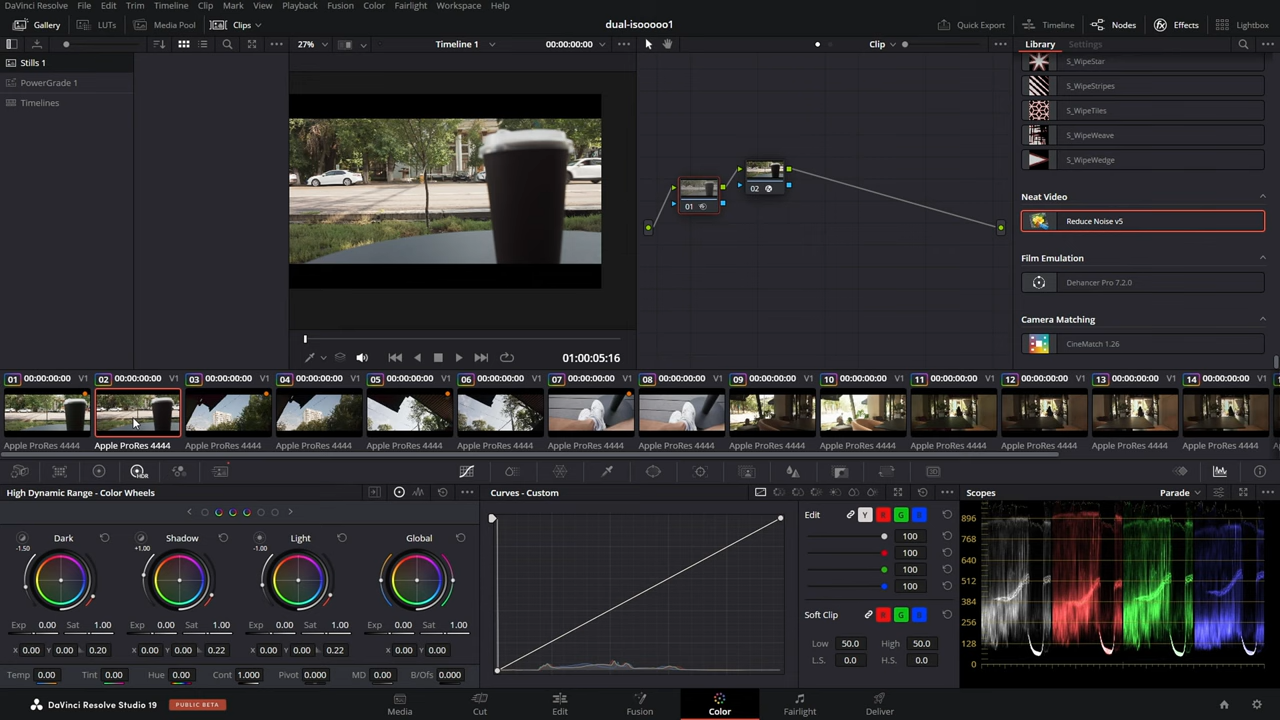 DaVinci Resolve File Edit Trim Timeline Clip Mark View Playback Fusion Color Fairlight Workspace Help
Gallery LUTs Media Pool Clips dual-isooooo1 Quick Export Timeline Nodes Effects Lightbox
27% Timeline 1 00:00:00:00 Clip Library Settings
Stills 1
PowerGrade 1
Timelines
S_WipeStar
S_WipeStripes
S_WipeTiles
S_WipeWeave
S_WipeWedge
Neat Video
Reduce Noise v5
Film Emulation
Dehancer Pro 7.2.0
Camera Matching
CineMatch 1.26
01
02
01:00:05:16
01 00:00:00:00 V1 02 00:00:00:00 V1 03 00:00:00:00 V1 04 00:00:00:00 V1 05 00:00:00:00 V1 06 00:00:00:00 V1 07 00:00:00:00 V1 08 00:00:00:00 V1 09 00:00:00:00 V1 10 00:00:00:00 V1 11 00:00:00:00 V1 12 00:00:00:00 V1 13 00:00:00:00 V1 14 00:00:00:00 V1
Apple ProRes 4444 Apple ProRes 4444 Apple ProRes 4444 Apple ProRes 4444 Apple ProRes 4444 Apple ProRes 4444 Apple ProRes 4444 Apple ProRes 4444 Apple ProRes 4444 Apple ProRes 4444 Apple ProRes 4444 Apple ProRes 4444 Apple ProRes 4444 Apple ProRes 4444
HDR 3D
High Dynamic Range - Color Wheels Curves - Custom Scopes Parade
Dark Shadow Light Global
-1.50 +1.00 -1.00
Exp 0.00 Sat 1.00 Exp 0.00 Sat 1.00 Exp 0.00 Sat 1.00 Exp 0.00 Sat 1.00
X 0.00 Y 0.00 0.20 X 0.00 Y 0.00 0.22 X 0.00 Y 0.00 0.22 X 0.00 Y 0.00
Temp 0.00 Tint 0.00 Hue 0.00 Cont 1.000 Pivot 0.000 MD 0.00 B/Ofs 0.000
Edit Y R G B
100
100
100
100
Soft Clip R G B
Low 50.0 High 50.0
L.S. 0.0 H.S. 0.0
896
768
640
512
384
256
128
0
DaVinci Resolve Studio 19 PUBLIC BETA Media Cut Edit Fusion Color Fairlight Deliver